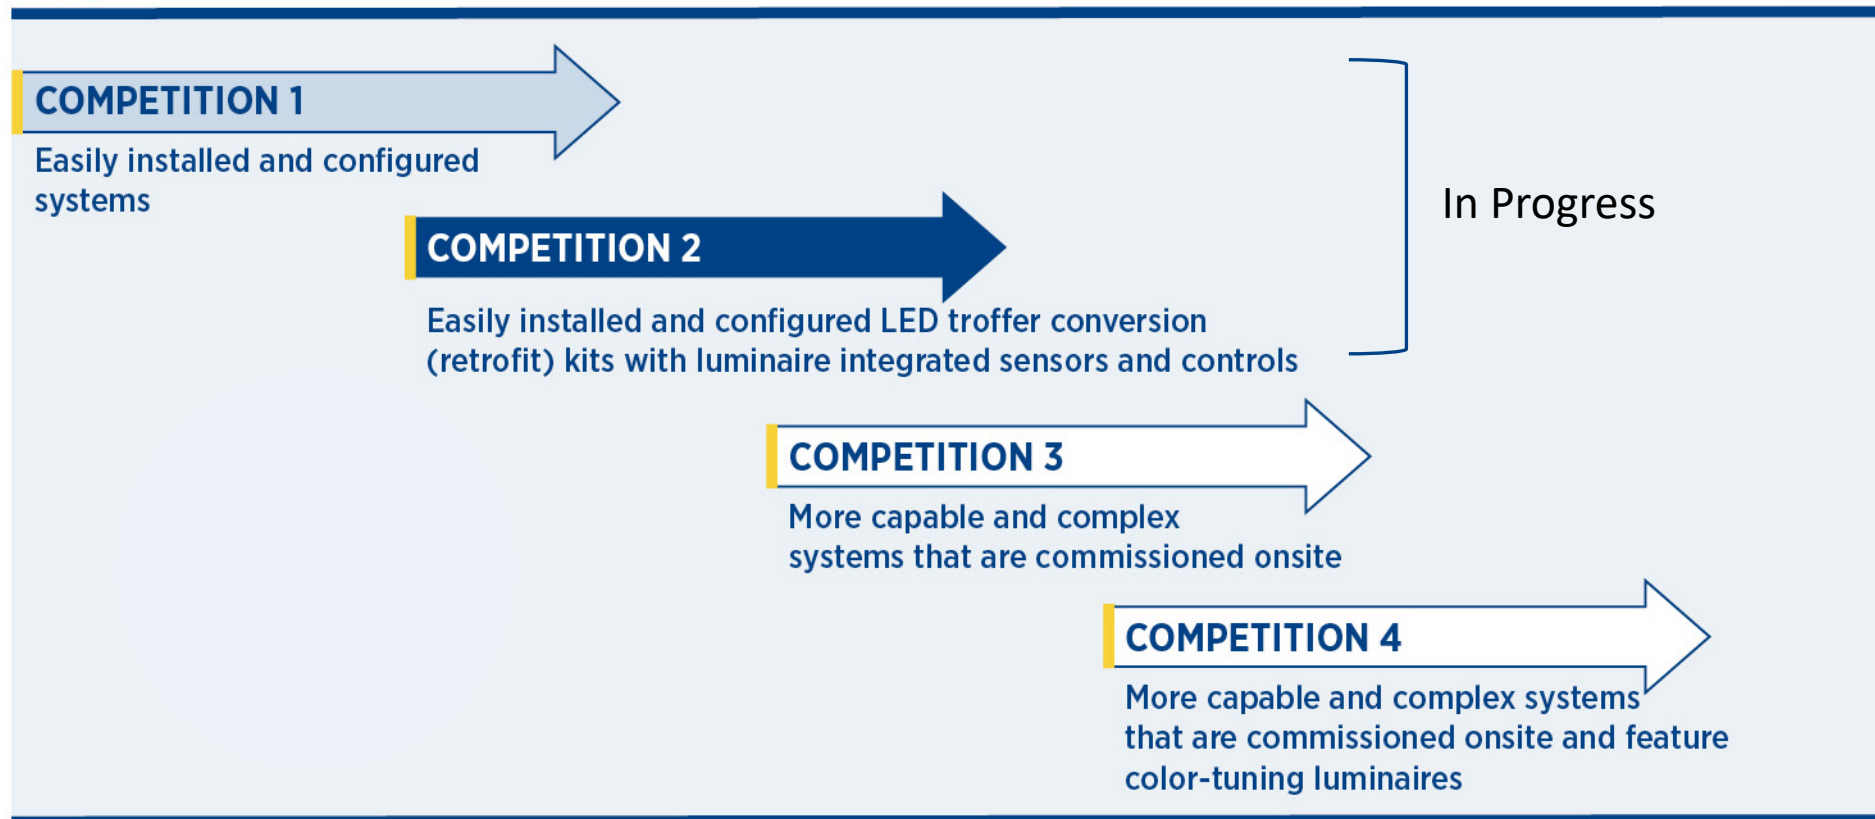 COMPETITION 1
Easily installed and configured
systems
In Progress
COMPETITION 2
Easily installed and configured LED troffer conversion
(retrofit) kits with luminaire integrated sensors and controls
COMPETITION 3
More capable and complex
systems that are commissioned onsite
COMPETITION 4
More capable and complex systems
that are commissioned onsite and feature
color-tuning luminaires